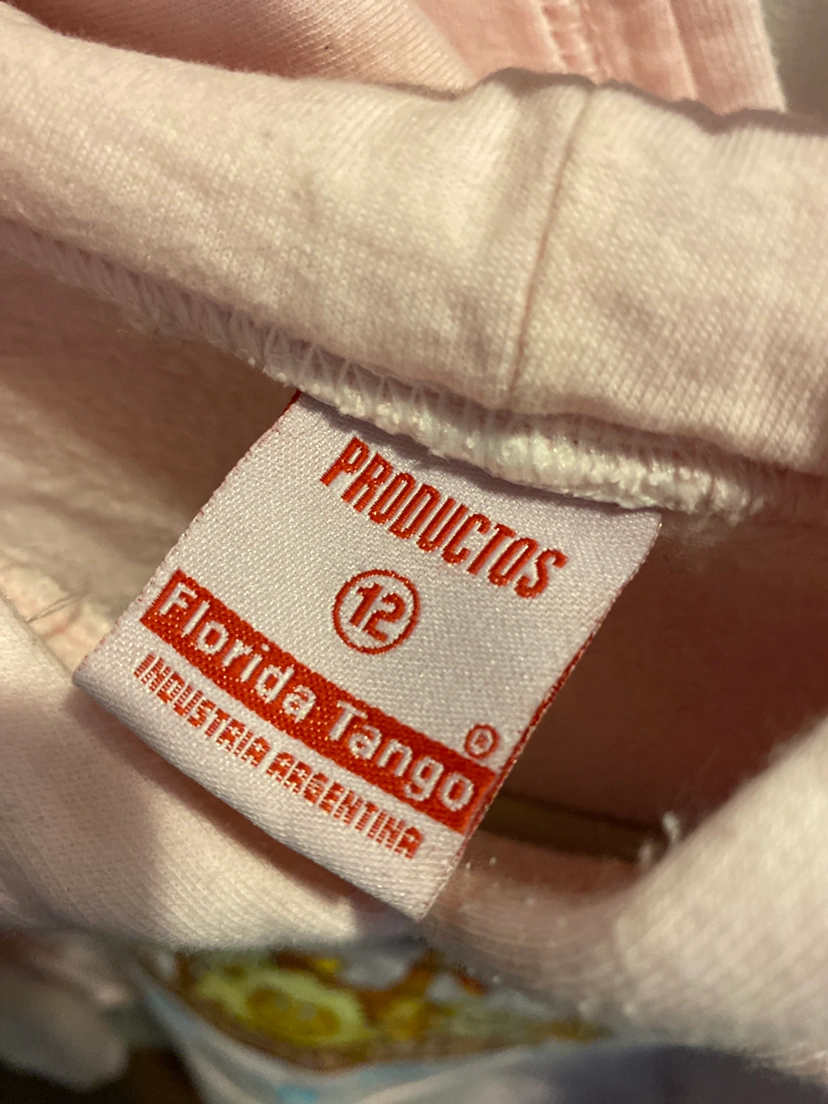 PRODUCTOS
12
®
Florida Tango
INDUSTRIA ARGENTINA